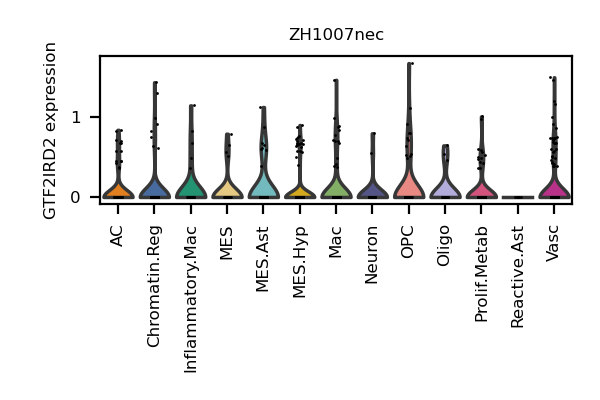 ZH1007nec
GTF2IRD2 expression
1
0
AC
Chromatin.Reg
Inflammatory.Mac
MES
MES.Ast
MES.Hyp
Mac
Neuron
OPC
Oligo
Prolif.Metab
Reactive.Ast
Vasc